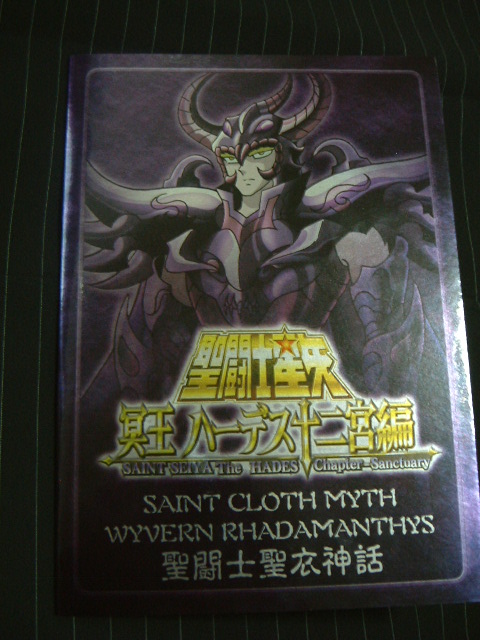 聖闘士星矢
冥王 ハーデス十二宮編
SAINT SEIYA The HADES Chapter-Sanctuary
SAINT CLOTH MYTH
WYVERN RHADAMANTHYS
聖闘士聖衣神話